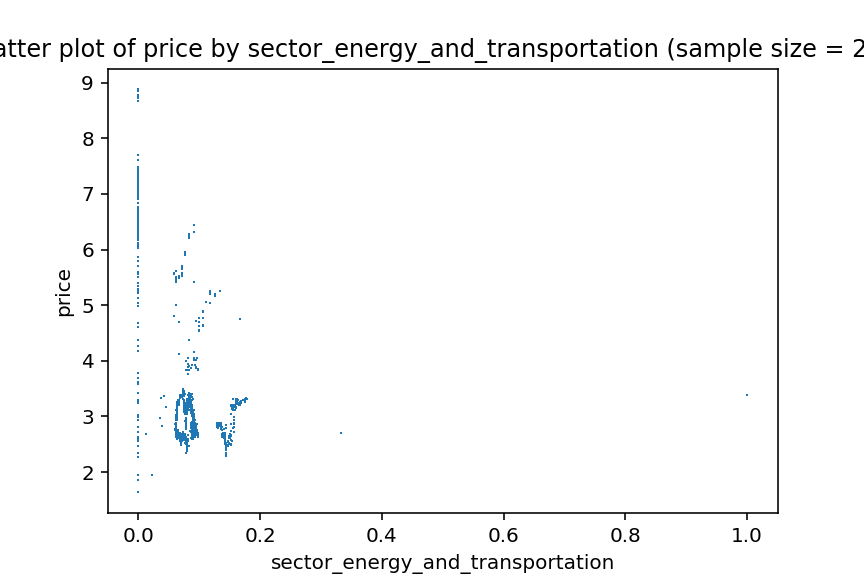 atter plot of price by sector_energy_and_transportation (sample size = 2
9
8
7
6
5
4
3
2
price
0.0 0.2 0.4 0.6 0.8 1.0
sector_energy_and_transportation